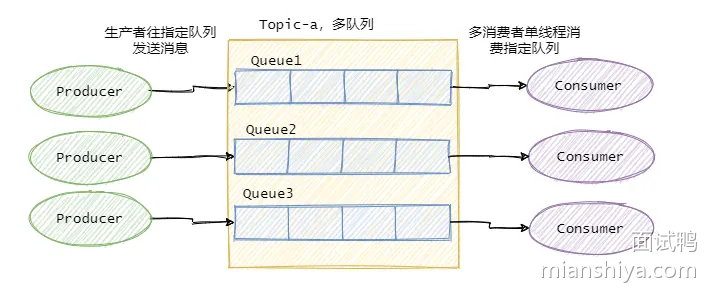 生产者往指定队列
发送消息
Topic-a, 多队列
多消费者单线程消
费指定队列
Queue1
Producer
Consumer
Queue2
Producer
Consumer
Queue3
Producer
Consumer
面试鸭
mianshiya.com